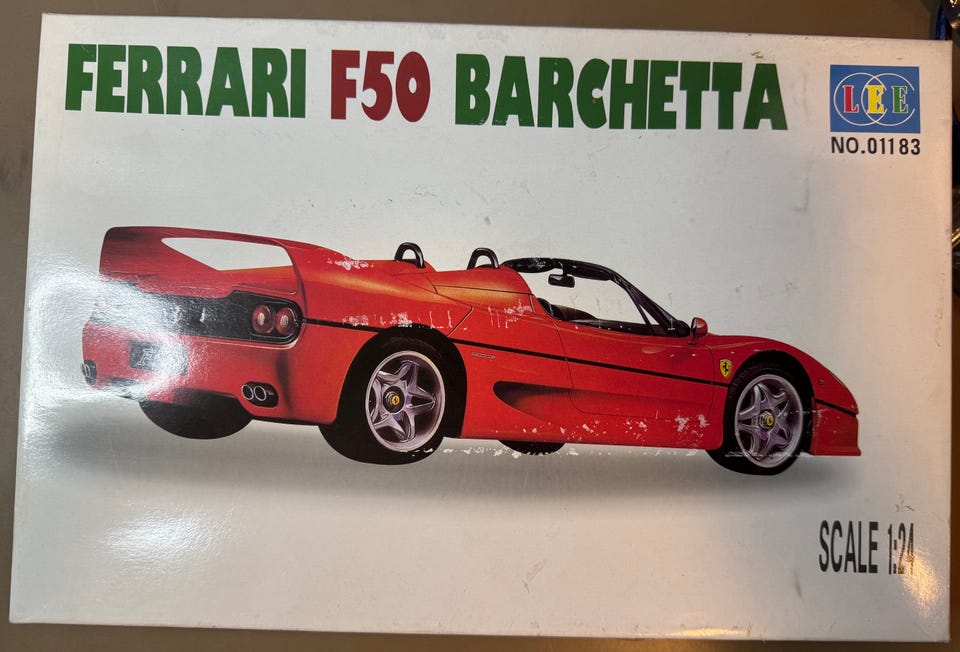 FERRARI F50 BARCHETTA
LEE
NO.01183
SCALE 1:24